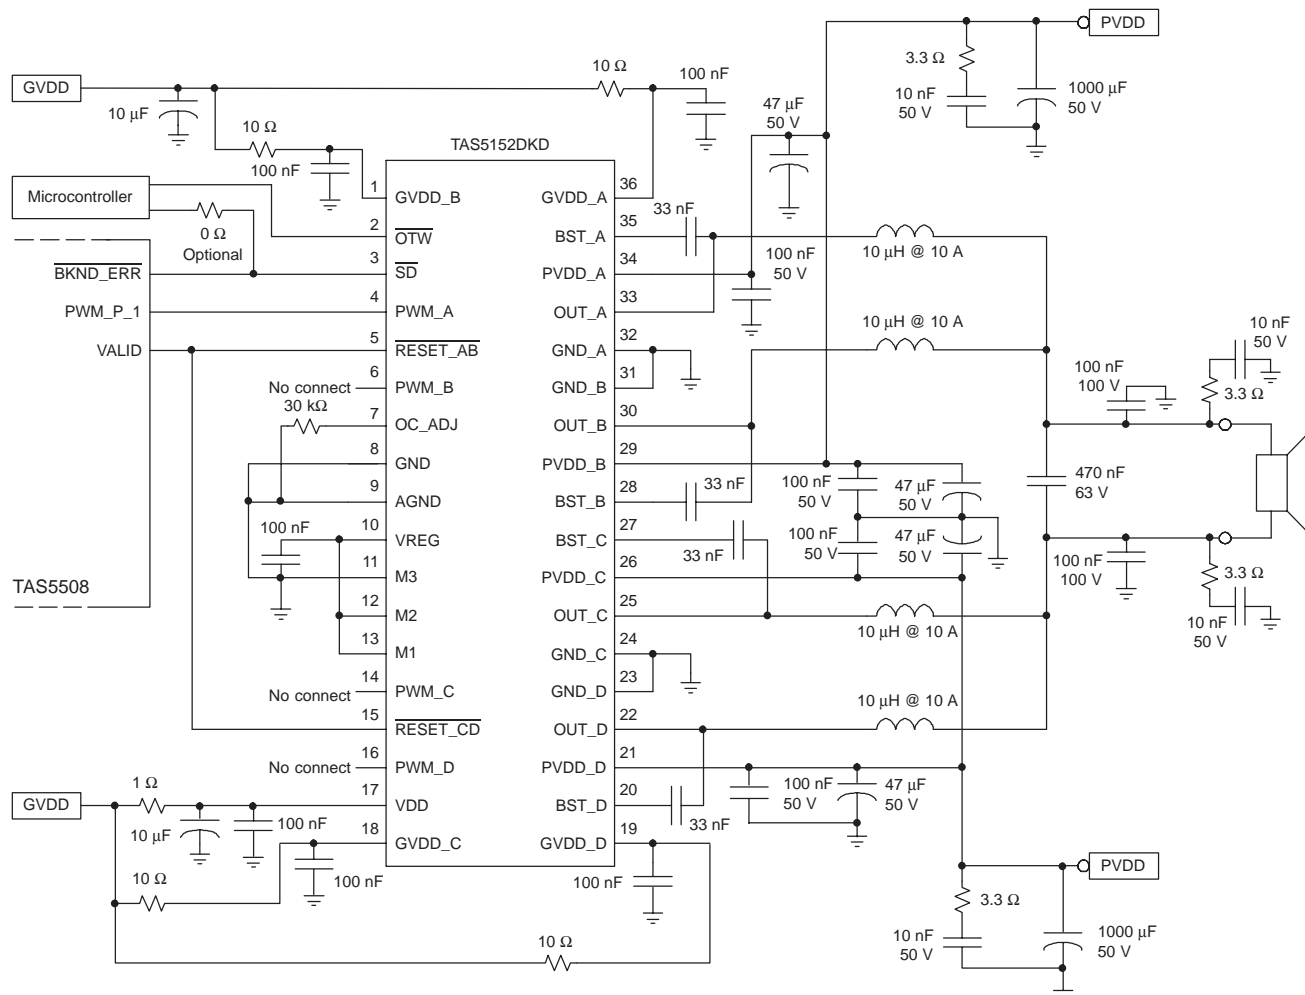 PVDD
3.3 Ω
10 nF
50 V
1000 μF
50 V
10 Ω
100 nF
47 μF
50 V
GVDD
10 μF
10 Ω
100 nF
TAS5152DKD
Microcontroller
0 Ω
Optional
BKND_ERR
PWM_P_1
VALID
TAS5508
1
GVDD_B
2
OTW
3
SD
4
PWM_A
5
RESET_AB
6
No connect
PWM_B
30 kΩ
7
OC_ADJ
8
GND
9
AGND
100 nF
10
VREG
11
M3
12
M2
13
M1
14
No connect
PWM_C
15
RESET_CD
16
No connect
PWM_D
17
VDD
18
GVDD_C
GVDD
1 Ω
10 μF
100 nF
100 nF
10 Ω
10 Ω
36
GVDD_A
35
BST_A
34
PVDD_A
33
OUT_A
32
GND_A
31
GND_B
30
OUT_B
29
PVDD_B
28
BST_B
27
BST_C
26
PVDD_C
25
OUT_C
24
GND_C
23
GND_D
22
OUT_D
21
PVDD_D
20
BST_D
19
GVDD_D
100 nF
33 nF
100 nF
50 V
10 μH @ 10 A
10 μH @ 10 A
33 nF
33 nF
100 nF
50 V
47 μF
50 V
100 nF
50 V
47 μF
50 V
10 μH @ 10 A
10 μH @ 10 A
100 nF
50 V
47 μF
50 V
33 nF
100 nF
100 V
10 nF
50 V
3.3 Ω
470 nF
63 V
100 nF
100 V
3.3 Ω
10 nF
50 V
PVDD
3.3 Ω
10 nF
50 V
1000 μF
50 V